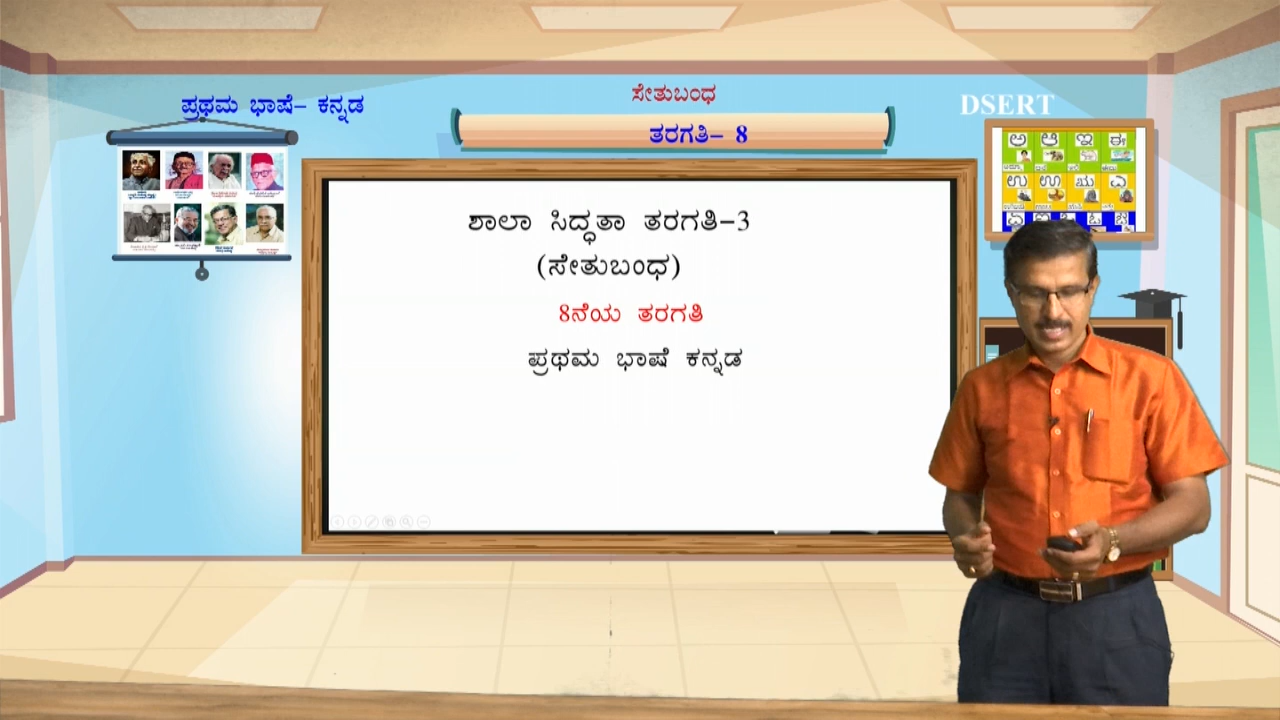 ಪ್ರಥಮ ಭಾಷೆ- ಕನ್ನಡ
ಸೇತುಬಂಧ
ತರಗತಿ- 8
DSERT
ಅ ಆ ಇ ಈ
ಉ ಊ ಋ ಎ
ಶಾಲಾ ಸಿದ್ಧತಾ ತರಗತಿ-3
(ಸೇತುಬಂಧ)
8ನೆಯ ತರಗತಿ
ಪ್ರಥಮ ಭಾಷೆ ಕನ್ನಡ